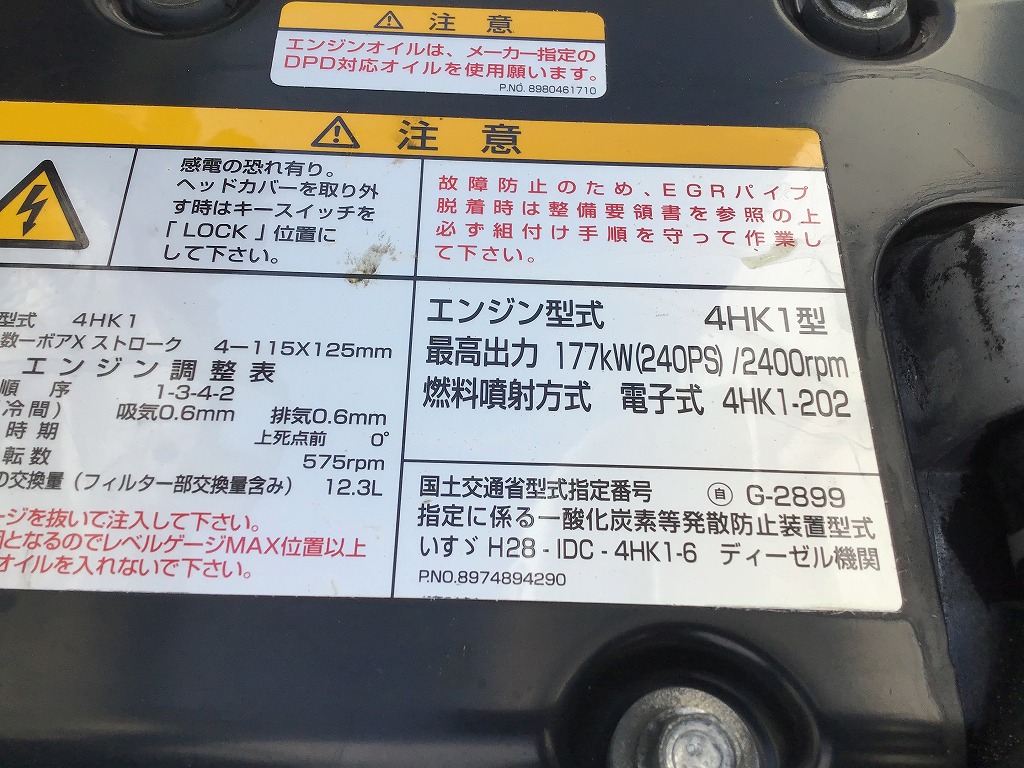 注意
エンジンオイルは、メーカー指定の
DPD対応オイルを使用願います。
P.NO. 8980461710
注意
感電の恐れ有り。
ヘッドカバーを取り外
す時はキースイッチを
「LOCK」位置に
して下さい。
故障防止のため、EGRパイプ
脱着時は整備要領書を参照の上
必ず組付け手順を守って作業し
て下さい。
型式 4HK1
数ーボアX ストローク 4ー115X125mm
エンジン調整表
順序 1-3-4-2
冷間) 吸気0.6mm 排気0.6mm
時期 上死点前 0°
転数 575rpm
の交換量(フィルター部交換量含み) 12.3L
ージを抜いて注入して下さい。
因となるのでレベルゲージMAX位置以上
オイルを入れないで下さい。
エンジン型式 4HK1型
最高出力 177kW(240PS)/2400rpm
燃料噴射方式 電子式 4HK1-202
国土交通省型式指定番号 自 G-2899
指定に係る一酸化炭素等発散防止装置型式
いすゞ H28-IDC-4HK1-6 ディーゼル機関
P.NO.8974894290